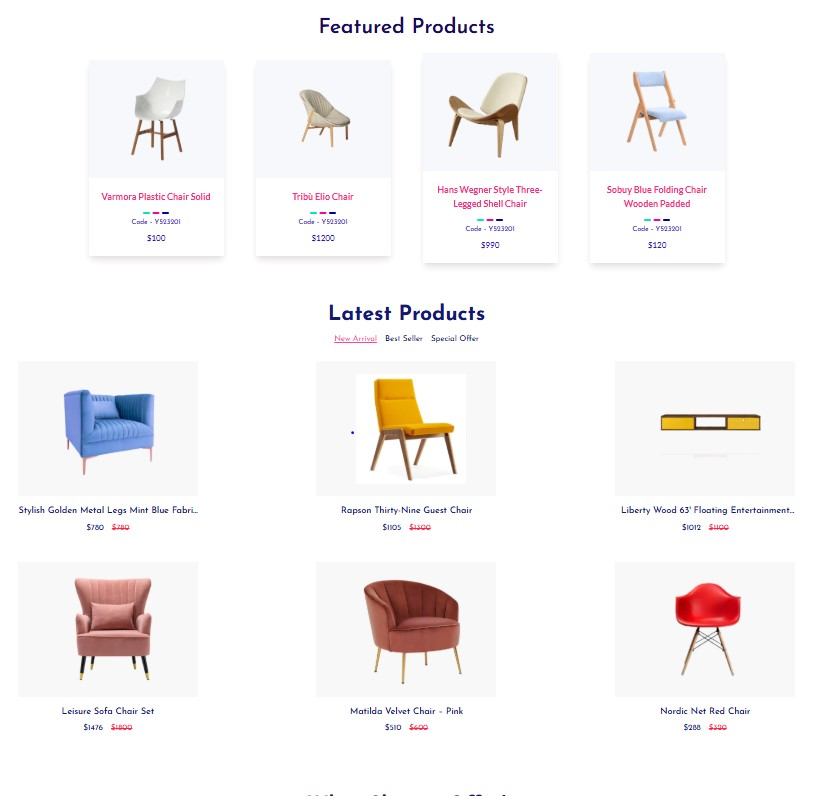 Featured Products
Varmora Plastic Chair Solid
Code - Y523201
$100
Tribù Elio Chair
Code - Y523201
$1200
Hans Wegner Style Three-
Legged Shell Chair
Code - Y523201
$990
Sobuy Blue Folding Chair
Wooden Padded
Code - Y523201
$120
Latest Products
New Arrival Best Seller Special Offer
Stylish Golden Metal Legs Mint Blue Fabri...
$780 $780
Rapson Thirty-Nine Guest Chair
$1105 $1300
Liberty Wood 63' Floating Entertainment...
$1012 $1100
Leisure Sofa Chair Set
$1476 $1800
Matilda Velvet Chair – Pink
$510 $600
Nordic Net Red Chair
$288 $320